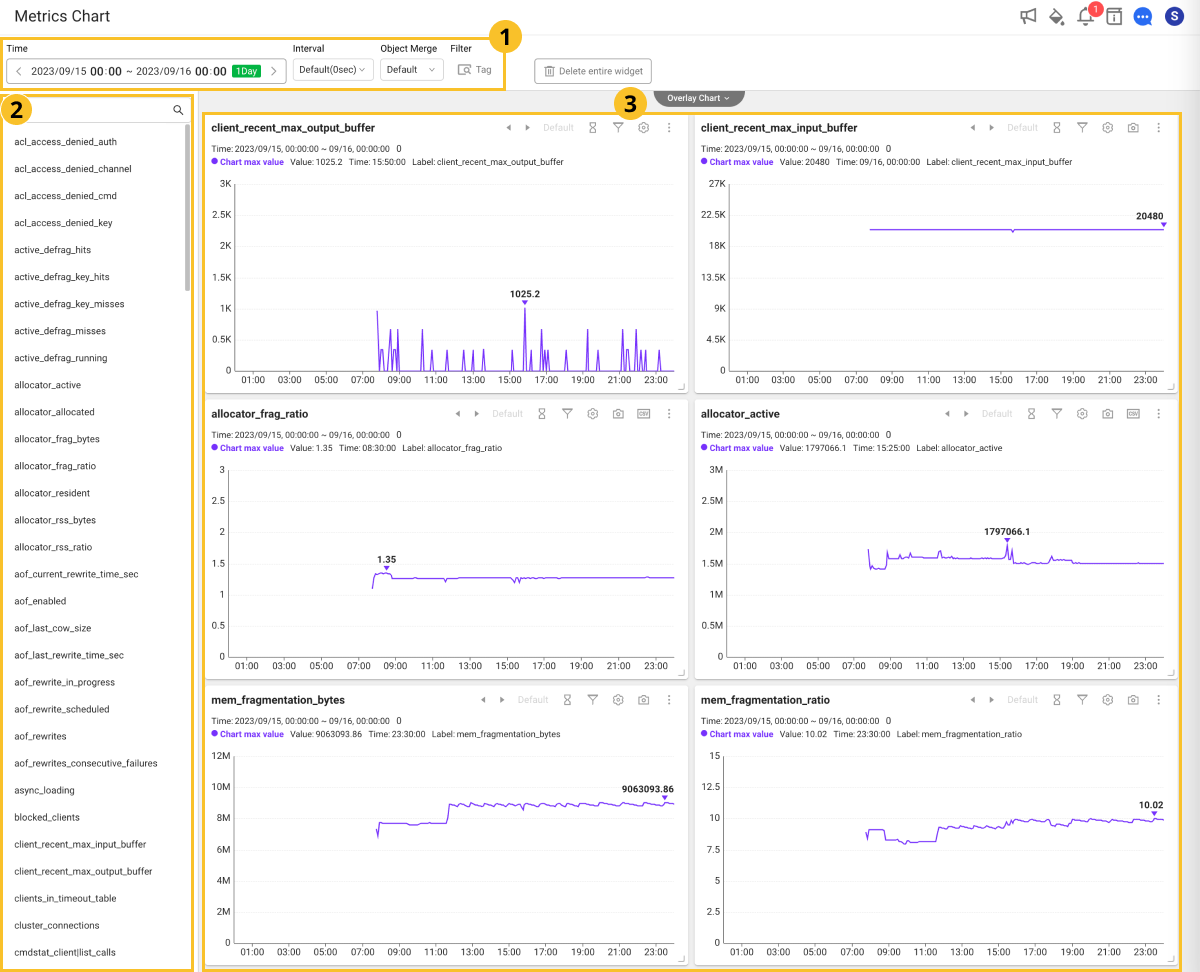 Metrics Chart
1
S
1
Time
Interval
Object Merge
Filter
2023/09/15 00:00 ~ 2023/09/16 00:00 1Day
Default(0sec)
Default
Tag
Delete entire widget
2
acl_access_denied_auth
acl_access_denied_channel
acl_access_denied_cmd
acl_access_denied_key
active_defrag_hits
active_defrag_key_hits
active_defrag_key_misses
active_defrag_misses
active_defrag_running
allocator_active
allocator_allocated
allocator_frag_bytes
allocator_frag_ratio
allocator_resident
allocator_rss_bytes
allocator_rss_ratio
aof_current_rewrite_time_sec
aof_enabled
aof_last_cow_size
aof_last_rewrite_time_sec
aof_rewrite_in_progress
aof_rewrite_scheduled
aof_rewrites
aof_rewrites_consecutive_failures
async_loading
blocked_clients
client_recent_max_input_buffer
client_recent_max_output_buffer
clients_in_timeout_table
cluster_connections
cmdstat_client|list_calls
3
Overlay Chart
client_recent_max_output_buffer
Default
Time: 2023/09/15, 00:00:00 ~ 09/16, 00:00:00 0
Chart max value Value: 1025.2 Time: 15:50:00 Label: client_recent_max_output_buffer
3K
2.5K
2K
1.5K
1K
0.5K
0
1025.2
01:00 03:00 05:00 07:00 09:00 11:00 13:00 15:00 17:00 19:00 21:00 23:00
client_recent_max_input_buffer
Default
Time: 2023/09/15, 00:00:00 ~ 09/16, 00:00:00 0
Chart max value Value: 20480 Time: 09/16, 00:00:00 Label: client_recent_max_input_buffer
27K
22.5K
18K
13.5K
9K
4.5K
0
20480
01:00 03:00 05:00 07:00 09:00 11:00 13:00 15:00 17:00 19:00 21:00 23:00
allocator_frag_ratio
Default
CSV
Time: 2023/09/15, 00:00:00 ~ 09/16, 00:00:00 0
Chart max value Value: 1.35 Time: 08:30:00 Label: allocator_frag_ratio
3
2.5
2
1.5
1
0.5
0
1.35
01:00 03:00 05:00 07:00 09:00 11:00 13:00 15:00 17:00 19:00 21:00 23:00
allocator_active
Default
CSV
Time: 2023/09/15, 00:00:00 ~ 09/16, 00:00:00 0
Chart max value Value: 1797066.1 Time: 15:25:00 Label: allocator_active
3M
2.5M
2M
1.5M
1M
0.5M
0
1797066.1
01:00 03:00 05:00 07:00 09:00 11:00 13:00 15:00 17:00 19:00 21:00 23:00
mem_fragmentation_bytes
Default
Time: 2023/09/15, 00:00:00 ~ 09/16, 00:00:00 0
Chart max value Value: 9063093.86 Time: 23:30:00 Label: mem_fragmentation_bytes
12M
10M
8M
6M
4M
2M
0
9063093.86
01:00 03:00 05:00 07:00 09:00 11:00 13:00 15:00 17:00 19:00 21:00 23:00
mem_fragmentation_ratio
Default
Time: 2023/09/15, 00:00:00 ~ 09/16, 00:00:00 0
Chart max value Value: 10.02 Time: 23:30:00 Label: mem_fragmentation_ratio
15
12.5
10
7.5
5
2.5
0
10.02
01:00 03:00 05:00 07:00 09:00 11:00 13:00 15:00 17:00 19:00 21:00 23:00